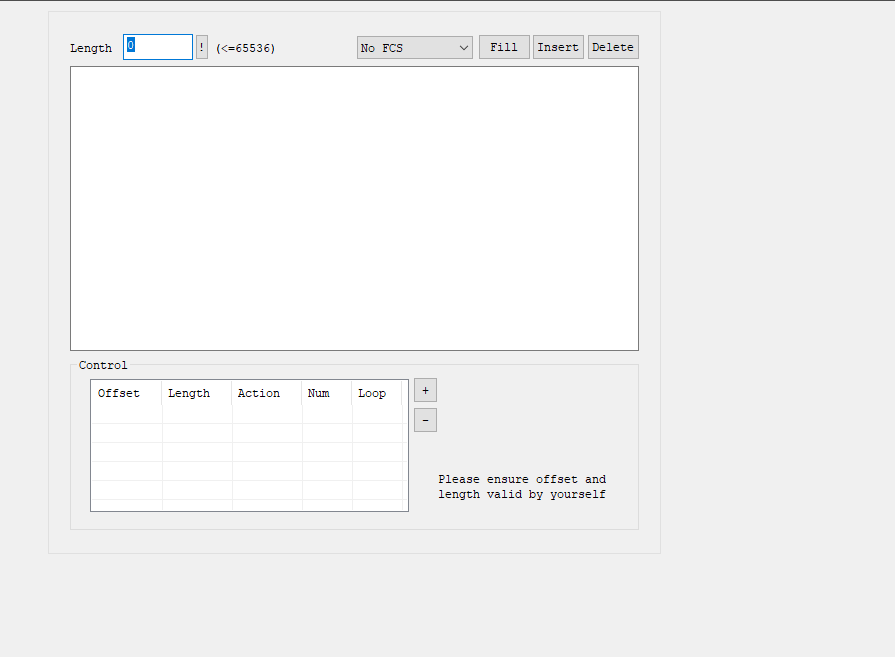 Length 0 ! (<=65536) No FCS Fill Insert Delete
Control
Offset Length Action Num Loop
+
-
Please ensure offset and
length valid by yourself